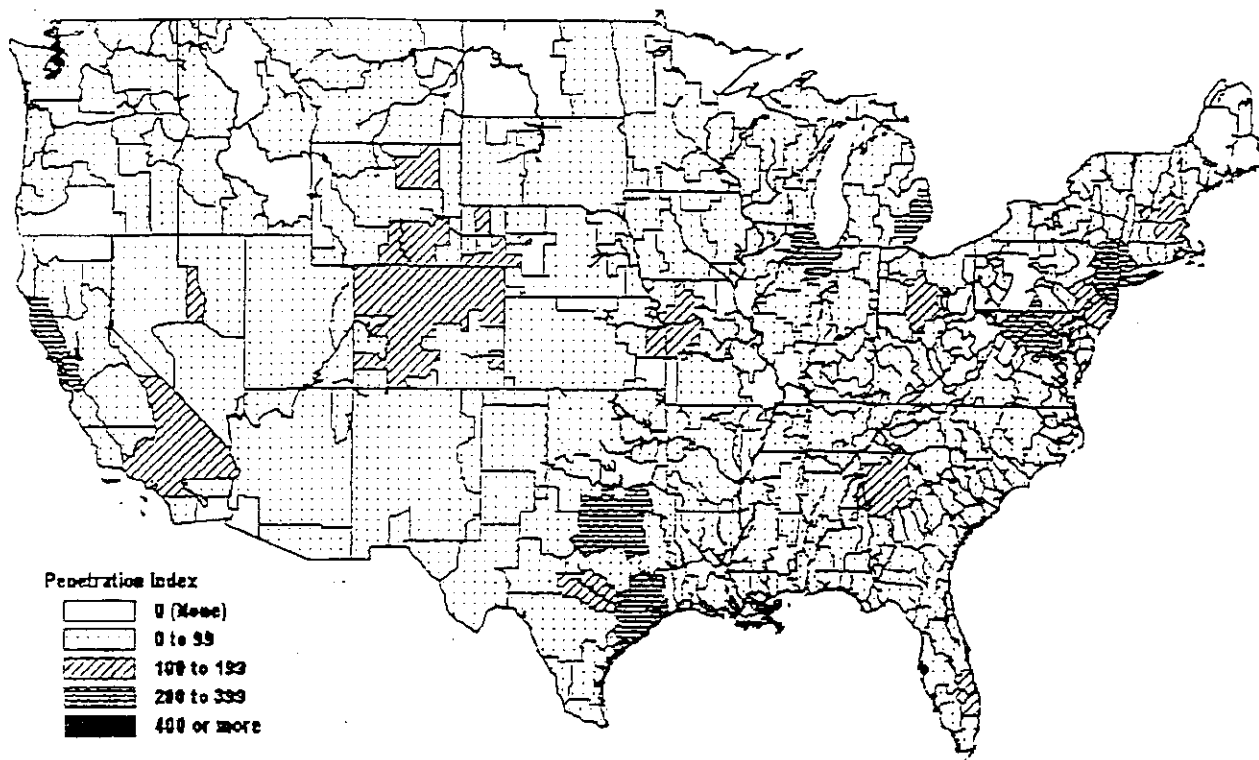 Penetration Index
0 (None)
0 to 99
100 to 199
200 to 399
400 or more